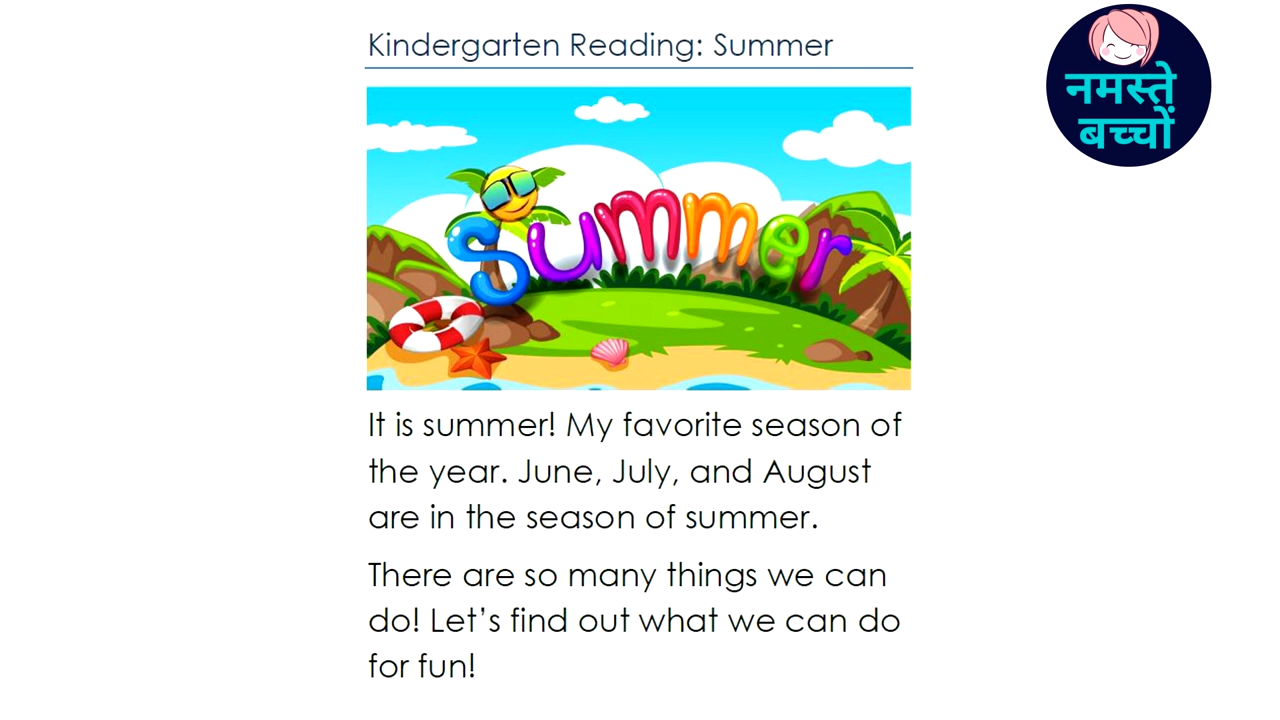 Kindergarten Reading: Summer
नमस्ते
बच्चों
Summer
It is summer! My favorite season of
the year. June, July, and August
are in the season of summer.
There are so many things we can
do! Let’s find out what we can do
for fun!